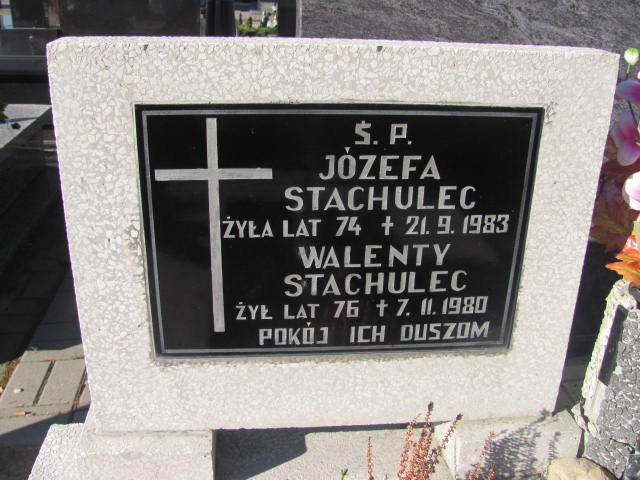 Ś. P.
JÓZEFA
STACHULEC
ŻYŁA LAT 74 ✝ 21. 9. 1983
WALENTY
STACHULEC
ŻYŁ LAT 76 ✝ 7. 11. 1980
POKÓJ ICH DUSZOM